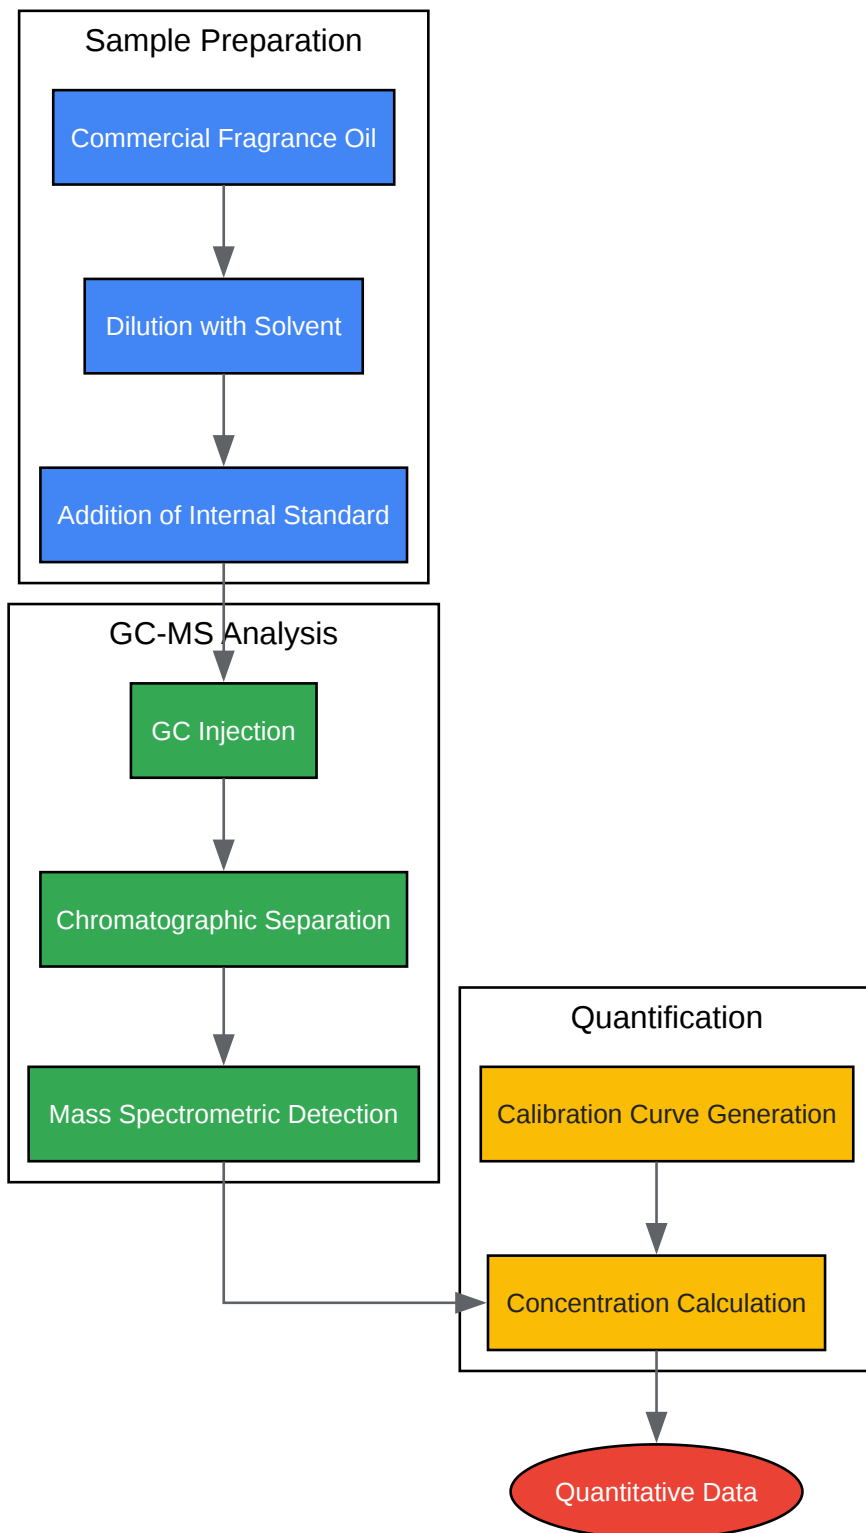 Sample Preparation
Commercial Fragrance Oil
Dilution with Solvent
Addition of Internal Standard
GC-MS Analysis
GC Injection
Chromatographic Separation
Mass Spectrometric Detection
Quantification
Calibration Curve Generation
Concentration Calculation
Quantitative Data